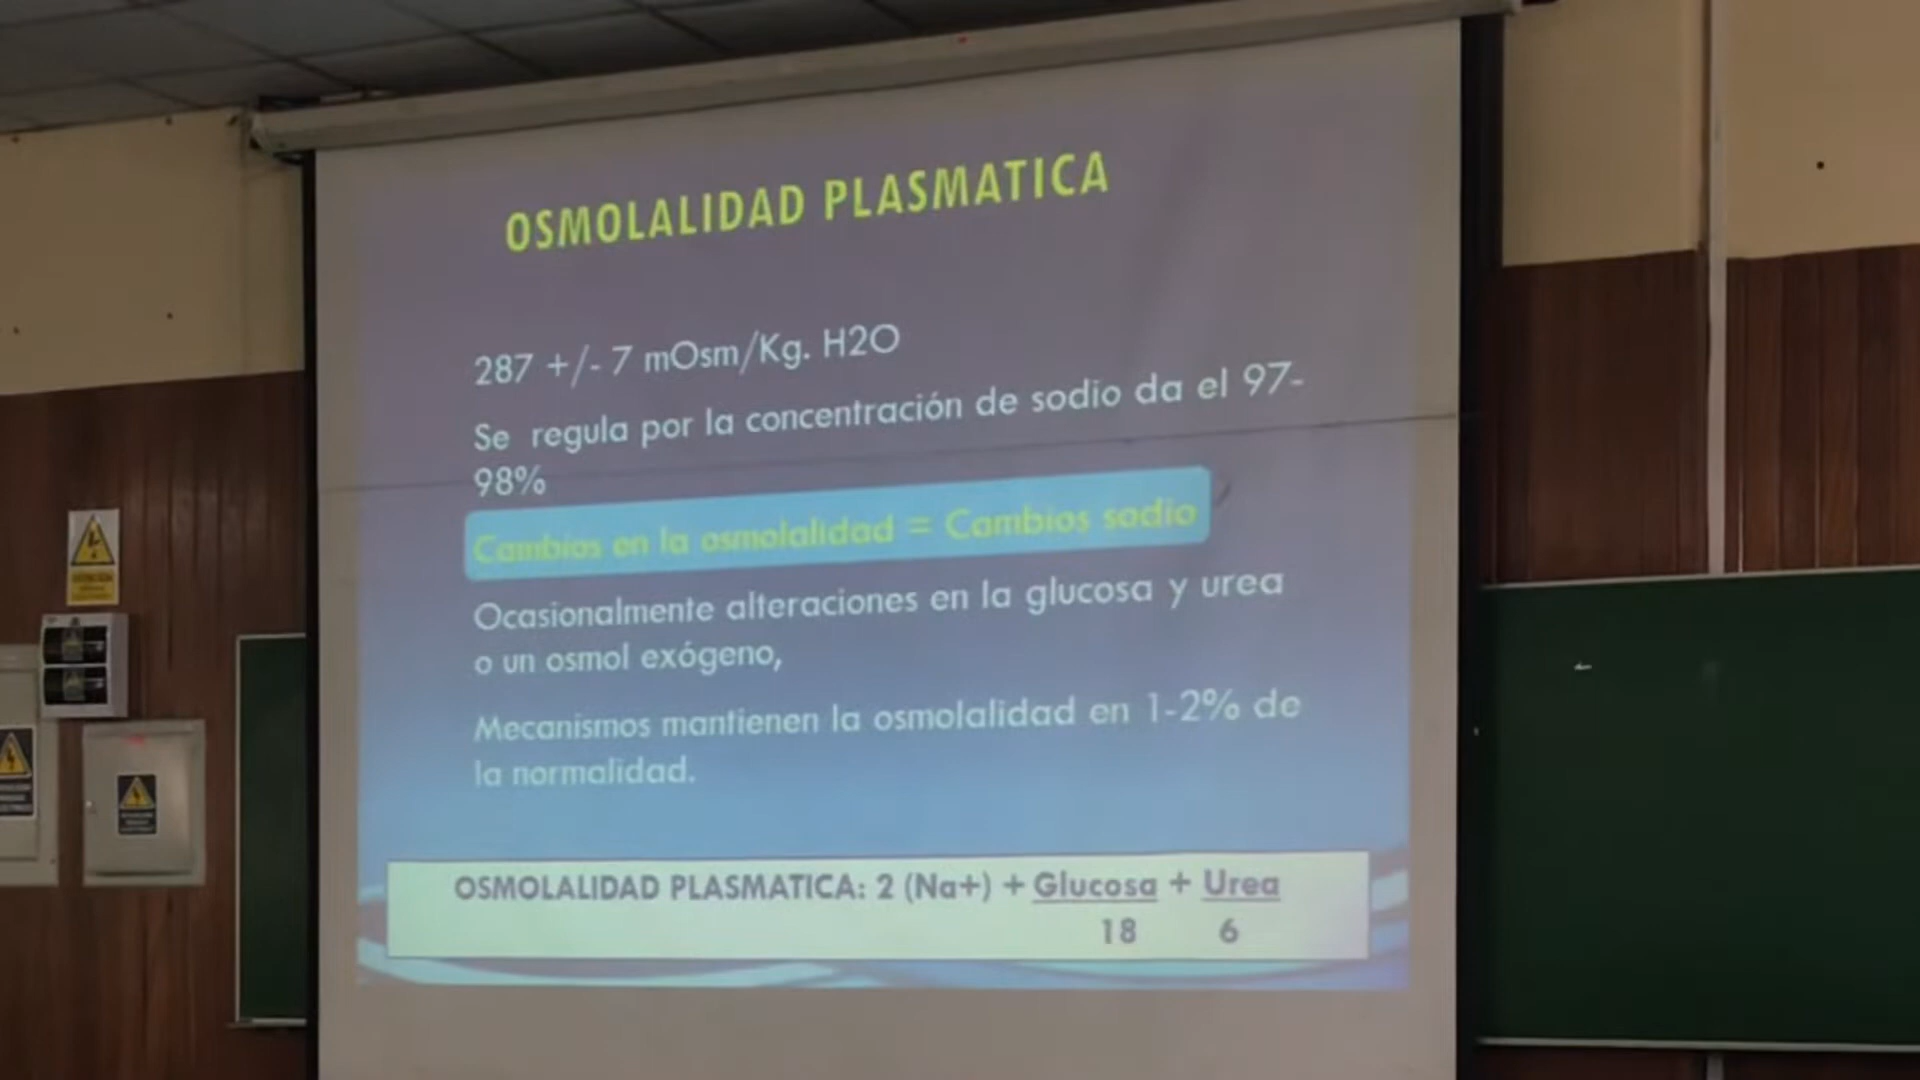 OSMOLALIDAD PLASMATICA
287 +/- 7 mOsm/Kg. H2O
Se regula por la concentración de sodio da el 97-
98%
Cambios en la osmolalidad = Cambios sodio
Ocasionalmente alteraciones en la glucosa y urea
o un osmol exógeno,
Mecanismos mantienen la osmolalidad en 1-2% de
la normalidad.
OSMOLALIDAD PLASMATICA: 2 (Na+) + Glucosa + Urea
18 6